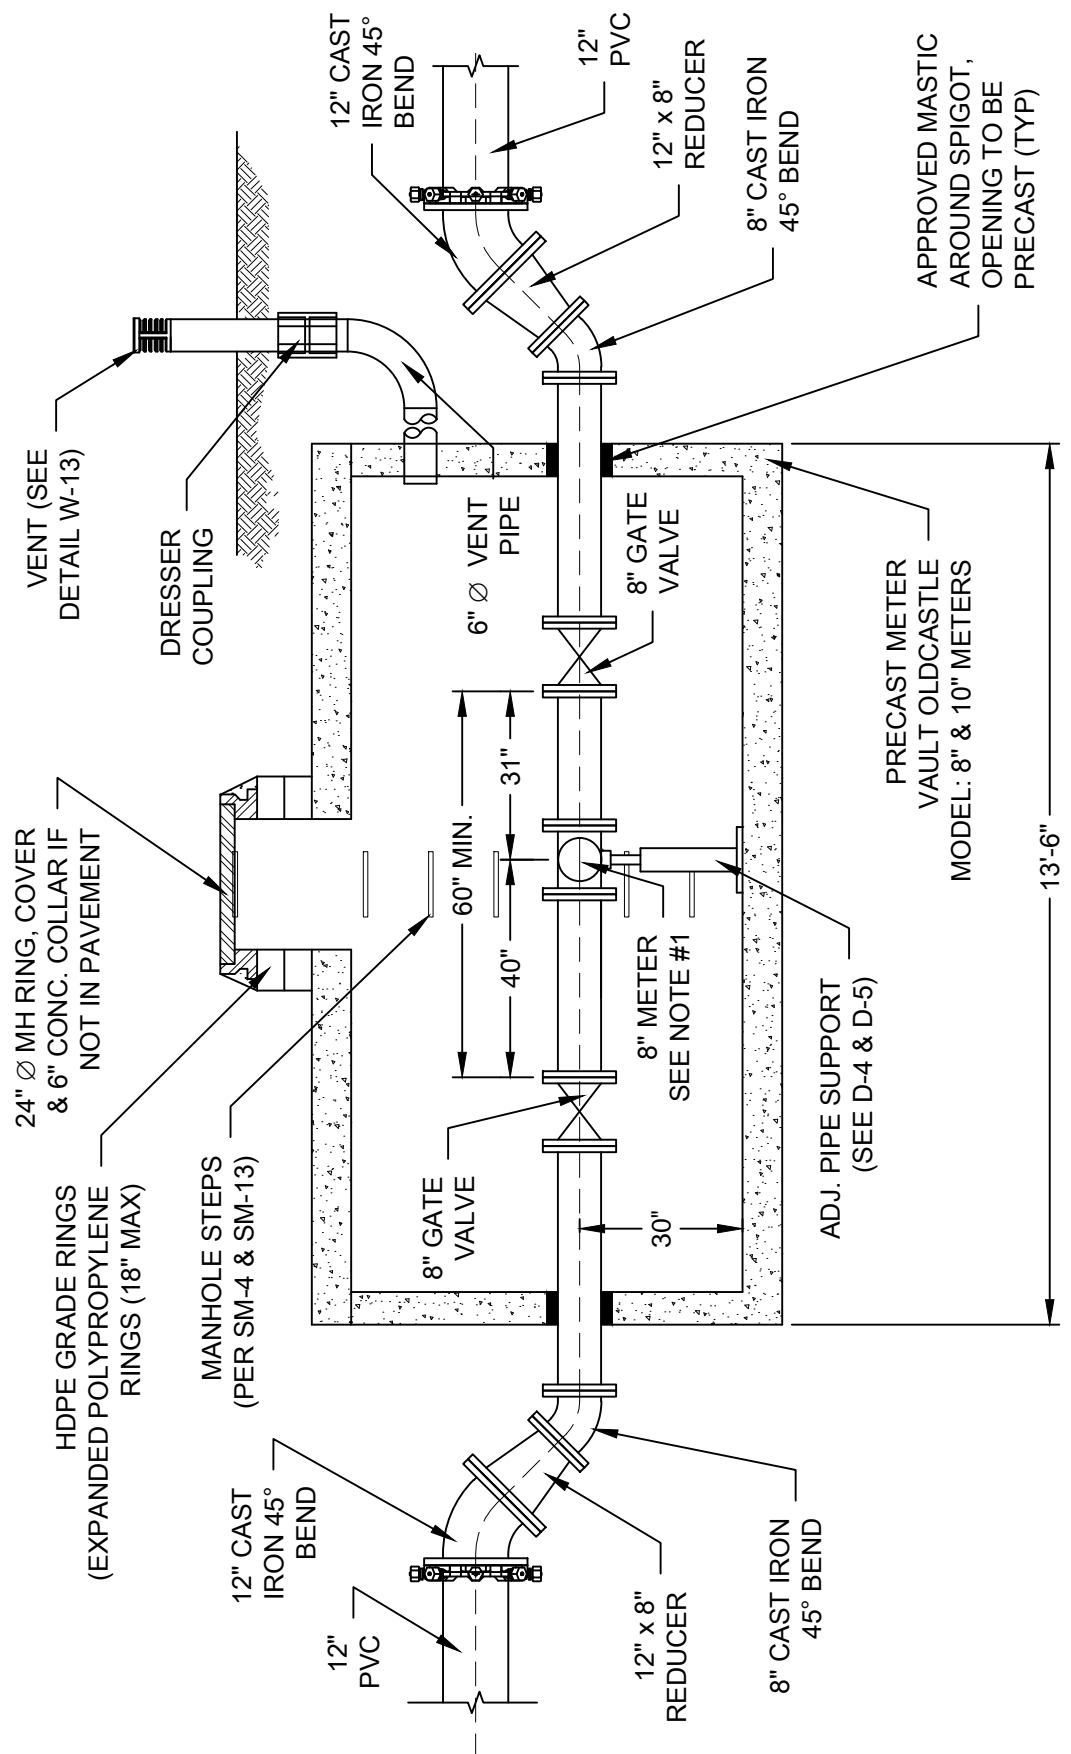 24" Ø MH RING, COVER
& 6" CONC. COLLAR IF
NOT IN PAVEMENT
HDPE GRADE RINGS
(EXPANDED POLYPROPYLENE
RINGS (18" MAX)
MANHOLE STEPS
(PER SM-4 & SM-13)
VENT (SEE
DETAIL W-13)
DRESSER
COUPLING
12" CAST
IRON 45°
BEND
12"
PVC
12" x 8"
REDUCER
8" CAST IRON
45° BEND
8" GATE
VALVE
60" MIN.
40"
31"
6" Ø VENT
PIPE
8" GATE
VALVE
30"
8" METER
SEE NOTE #1
ADJ. PIPE SUPPORT
(SEE D-4 & D-5)
12" CAST
IRON 45°
BEND
12"
PVC
12" x 8"
REDUCER
8" CAST IRON
45° BEND
APPROVED MASTIC
AROUND SPIGOT,
OPENING TO BE
PRECAST (TYP)
PRECAST METER
VAULT OLDCASTLE
MODEL: 8" & 10" METERS
13'-6"